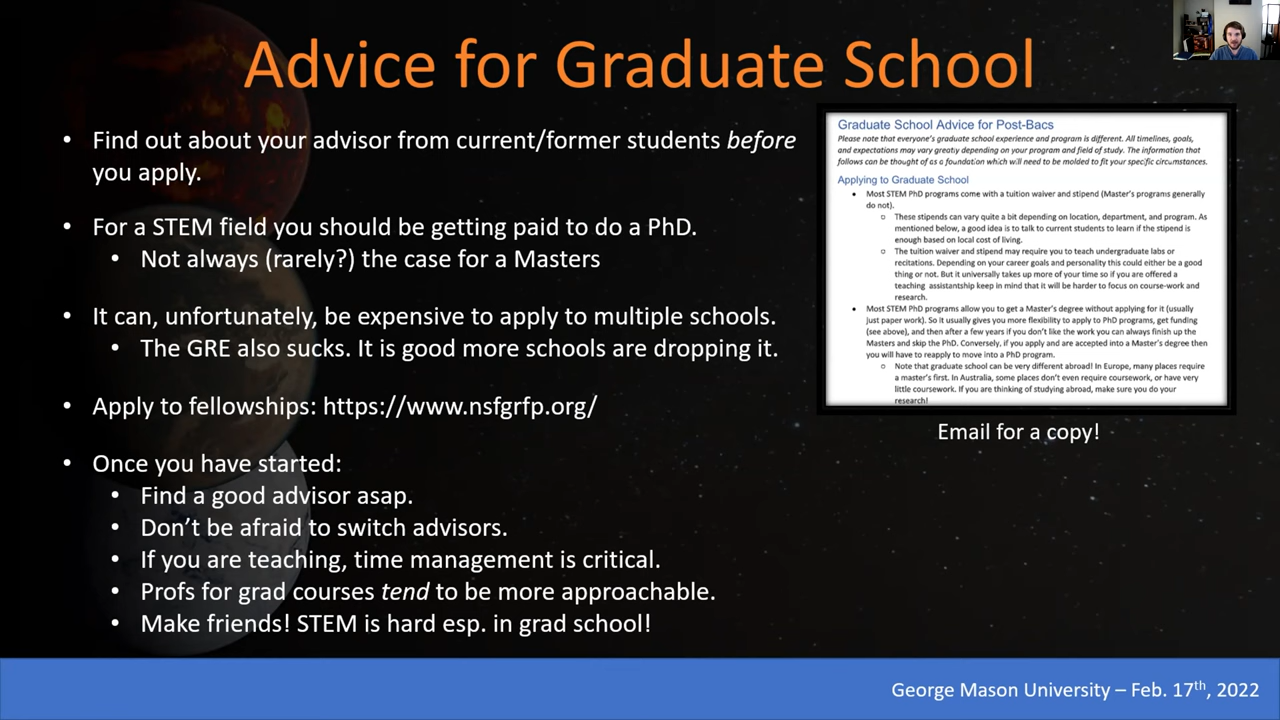 Advice for Graduate School
• Find out about your advisor from current/former students before
you apply.
• For a STEM field you should be getting paid to do a PhD.
• Not always (rarely?) the case for a Masters
• It can, unfortunately, be expensive to apply to multiple schools.
• The GRE also sucks. It is good more schools are dropping it.
• Apply to fellowships: https://www.nsfgrfp.org/
• Once you have started:
• Find a good advisor asap.
• Don't be afraid to switch advisors.
• If you are teaching, time management is critical.
• Profs for grad courses tend to be more approachable.
• Make friends! STEM is hard esp. in grad school!
Graduate School Advice for Post-Bacs
Please note that everyone's graduate school experience and program is different. All timelines, goals,
and expectations may vary greatly depending on your program and field of study. The information that
follows can be thought of as a foundation which will need to be molded to fit your specific circumstances.
Applying to Graduate School
• Most STEM PhD programs come with a tuition waiver and stipend (Master's programs generally
do not).
o These stipends can vary quite a bit depending on location, department, and program. As
mentioned below, a good idea is to talk to current students to learn if the stipend is
enough based on local cost of living.
o The tuition waiver and stipend may require you to teach undergraduate labs or
recitations. Depending on your career goals and personality this could either be a good
thing or not. But it universally takes up more of your time so if you are offered a
teaching assistantship keep in mind that it will be harder to focus on course-work and
research.
• Most STEM PhD programs allow you to get a Master's degree without applying for it (usually
just paper work). So it usually gives you more flexibility to apply to PhD programs, get funding
(see above), and then after a few years if you don't like the work you can always finish up the
Masters and skip the PhD. Conversely, if you apply and are accepted into a Master's degree then
you will have to reapply to move into a PhD program.
o Note that graduate school can be very different abroad! In Europe, many places require
a master's first. In Australia, some places don't even require coursework, or have very
little coursework. If you are thinking of studying abroad, make sure you do your
research!
Email for a copy!
George Mason University – Feb. 17th, 2022